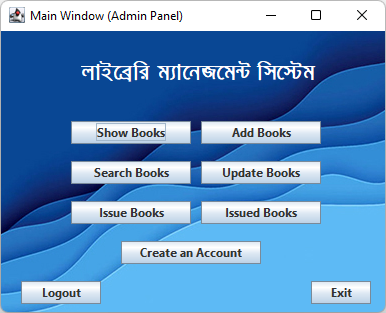 Main Window (Admin Panel)
লাইব্রেরি ম্যানেজমেন্ট সিস্টেম
Show Books Add Books
Search Books Update Books
Issue Books Issued Books
Create an Account
Logout Exit